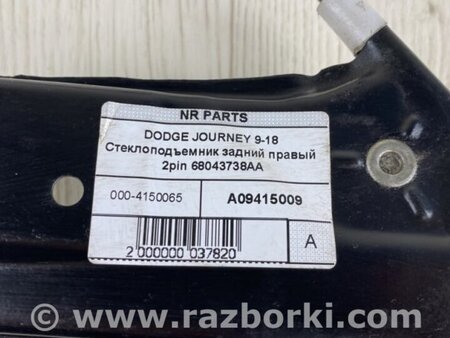 NR PARTS
DODGE JOURNEY 9-18
Стеклоподъемник задний правый
2pin 68043738AA
000-4150065
A09415009
A
2 000000 037820
www.razborki.com